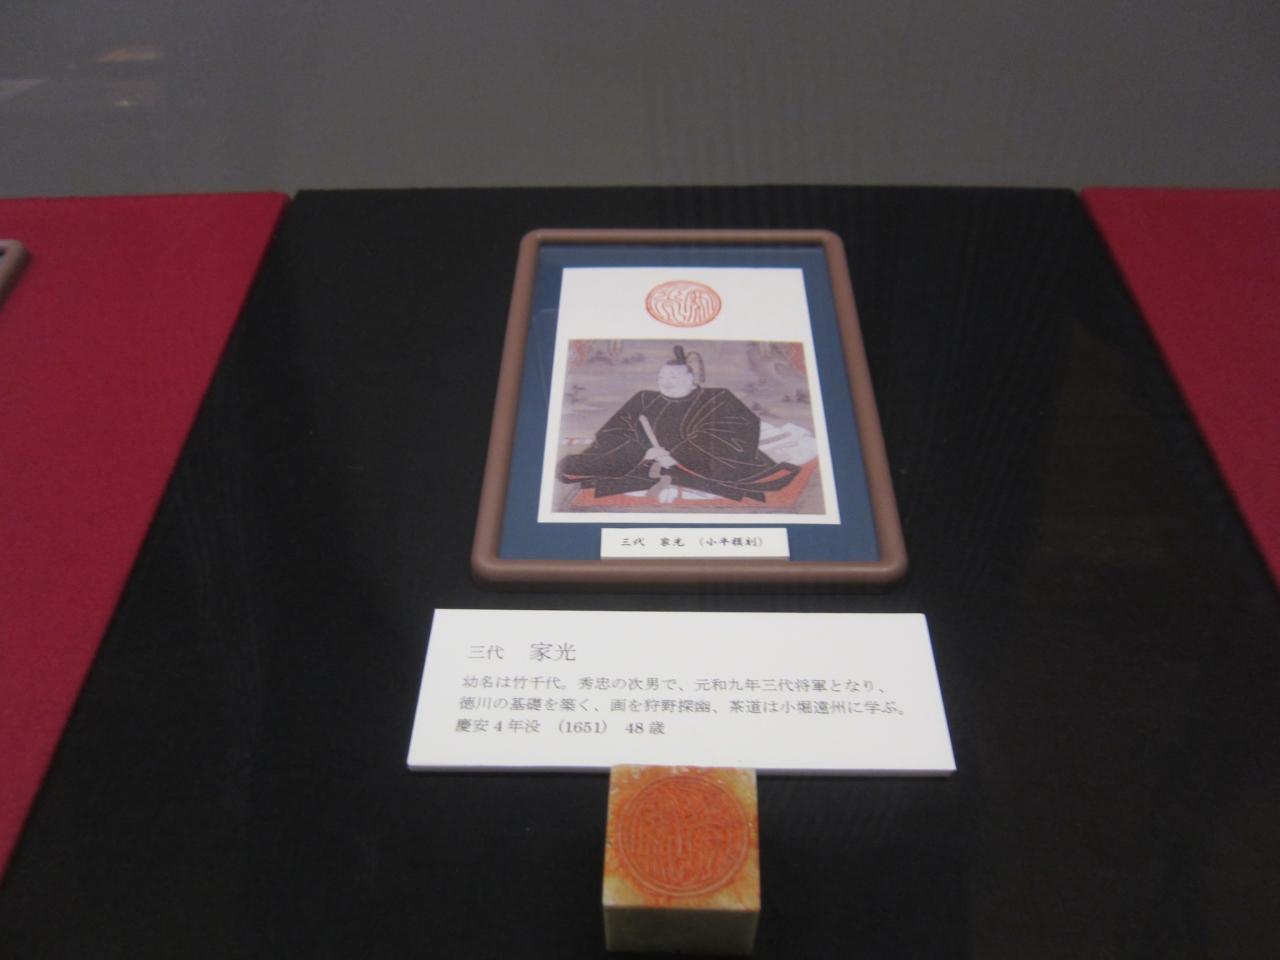 三代　家光　（小平模刻）
三代　家光
幼名は竹千代。秀忠の次男で、元和九年三代将軍となり、
徳川の基礎を築く、画を狩野探幽、茶道は小堀遠州に学ぶ。
慶安4年没　(1651)　48歳